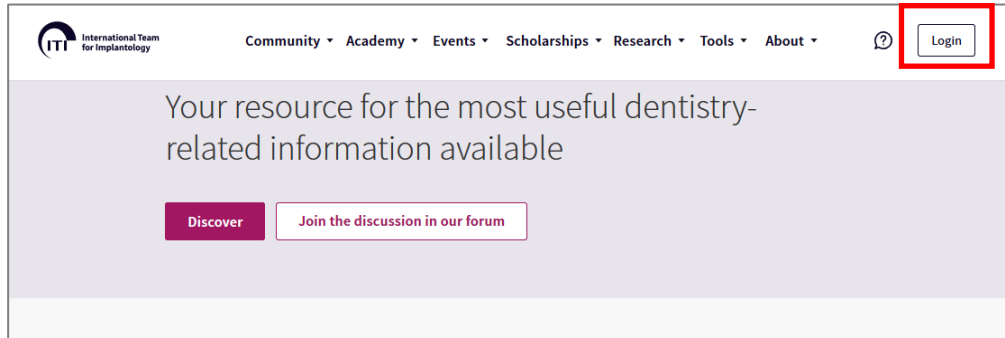 ITI
International Team
for Implantology
Community Academy Events Scholarships Research Tools About ? Login
Your resource for the most useful dentistry-
related information available
Discover Join the discussion in our forum